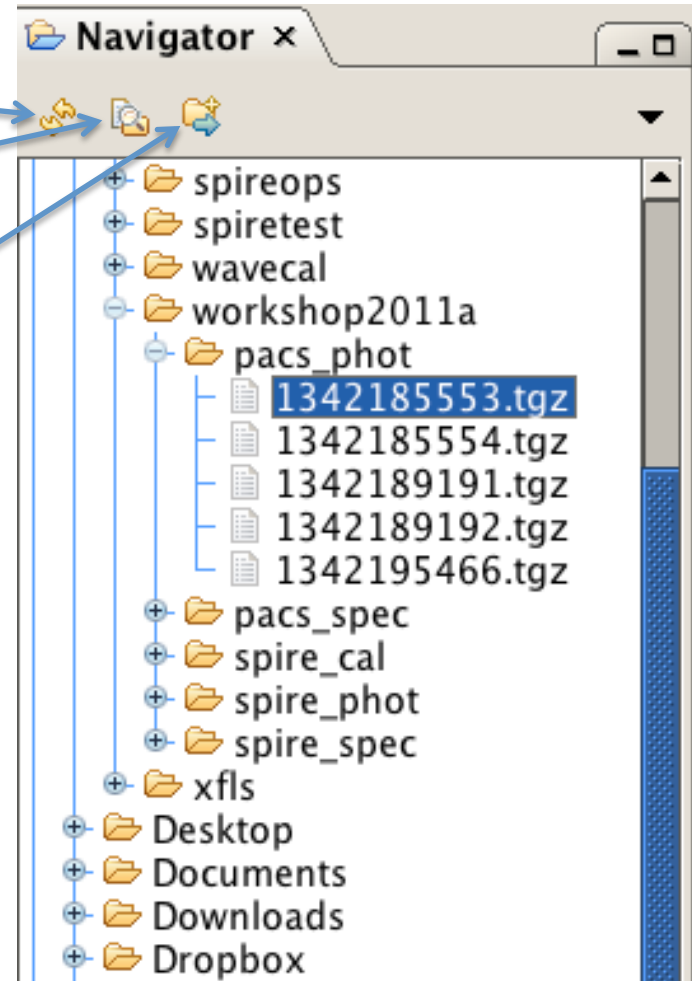 Navigator ×
spireops
spiretest
wavecal
workshop2011a
pacs_phot
1342185553.tgz
1342185554.tgz
1342189191.tgz
1342189192.tgz
1342195466.tgz
pacs_spec
spire_cal
spire_phot
spire_spec
xfls
Desktop
Documents
Downloads
Dropbox